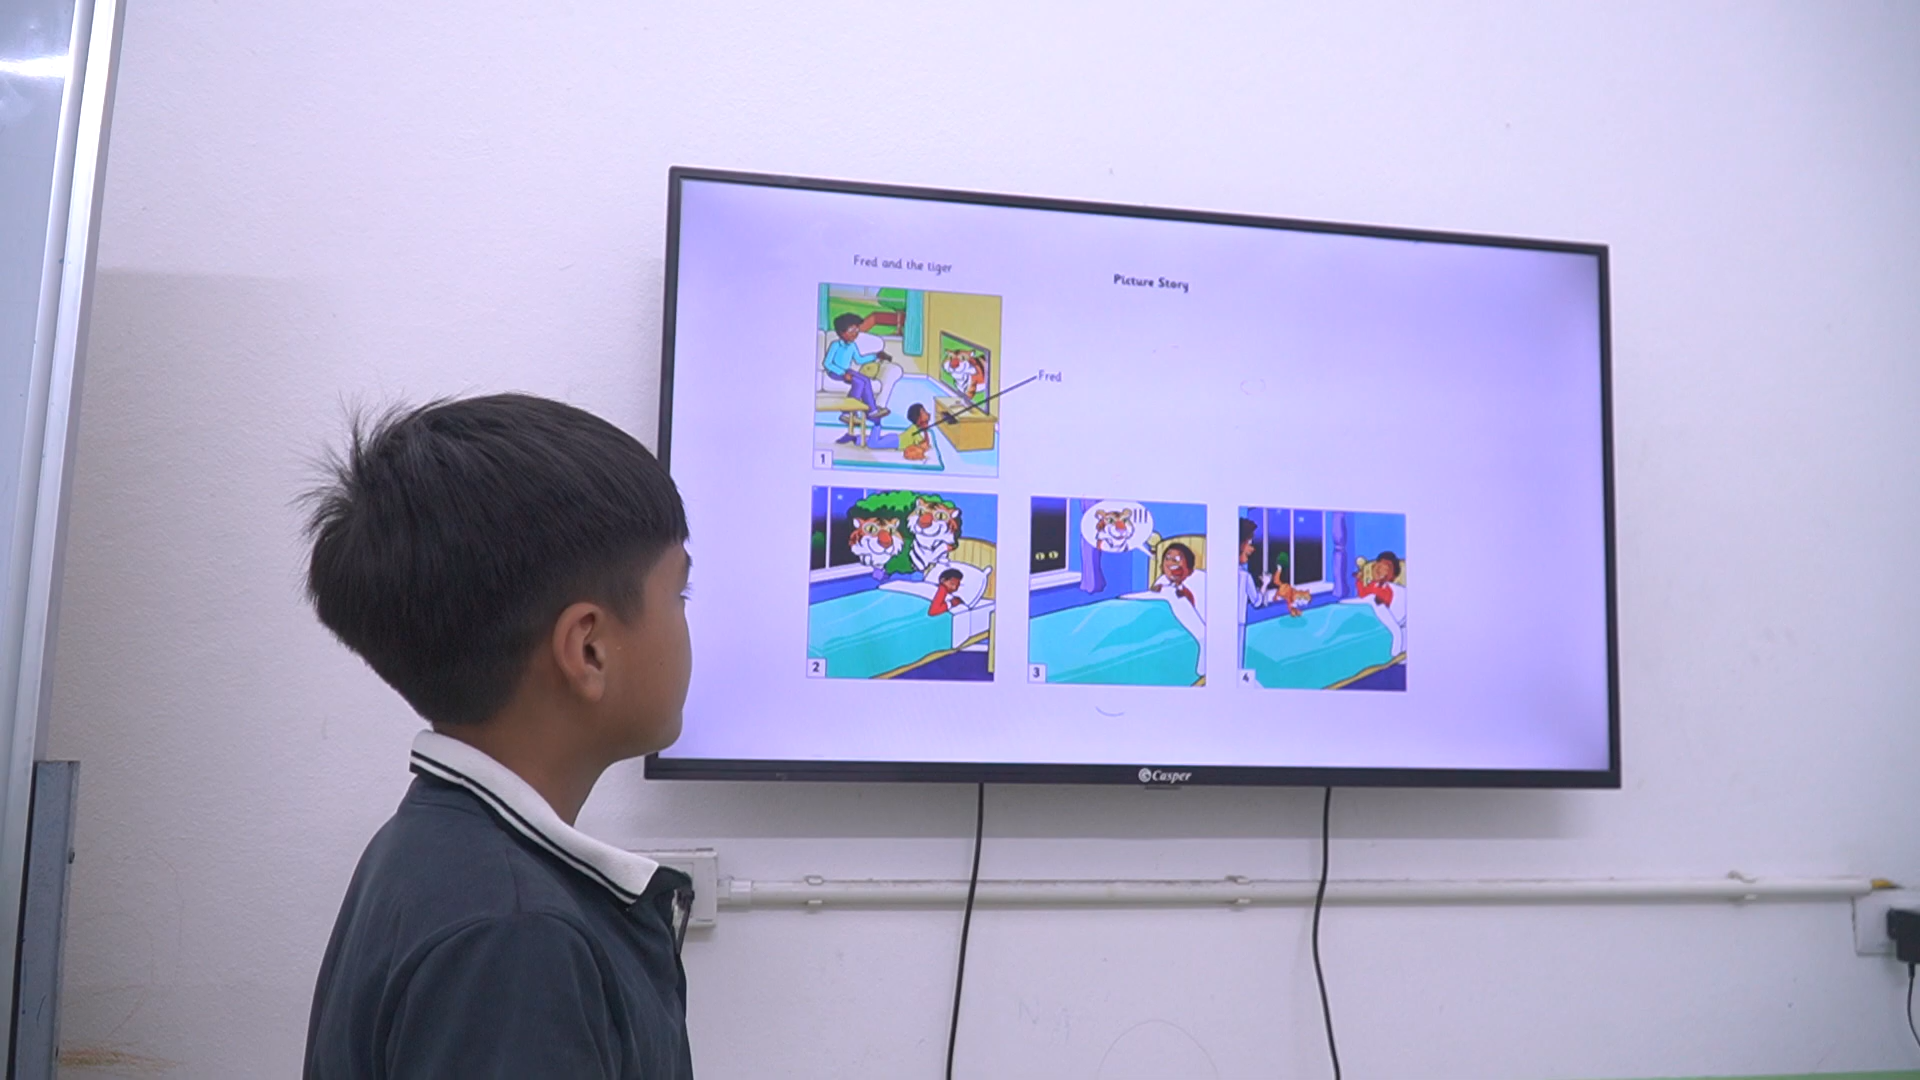 Fred and the tiger
Picture Story
Fred
1
!!!
2
3
4
Casper